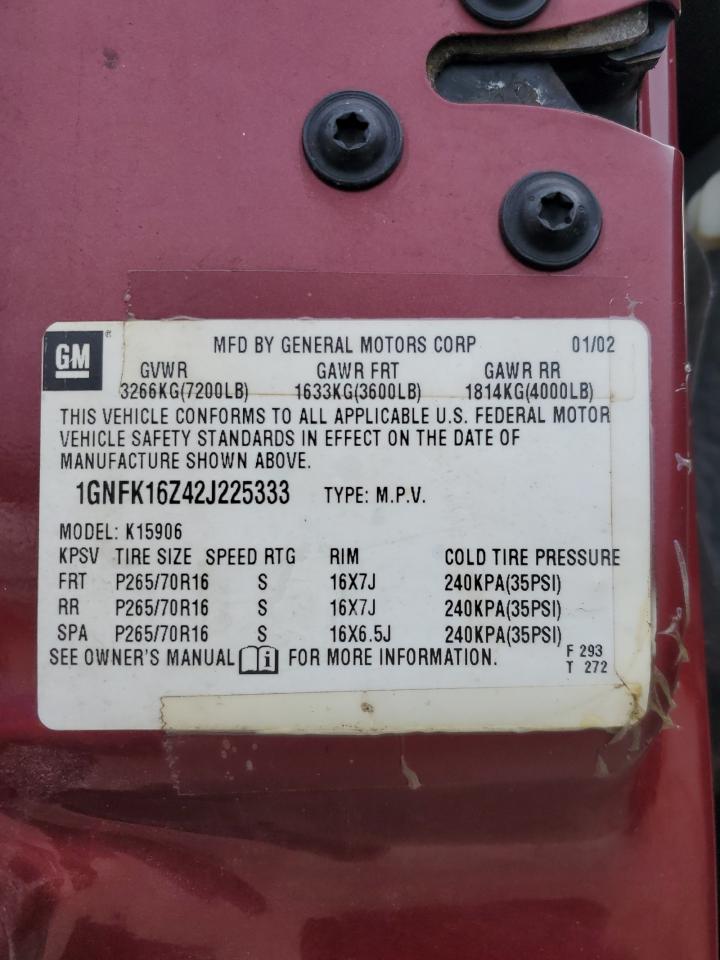 GM®
MFD BY GENERAL MOTORS CORP 01/02
GVWR GAWR FRT GAWR RR
3266KG(7200LB) 1633KG(3600LB) 1814KG(4000LB)
THIS VEHICLE CONFORMS TO ALL APPLICABLE U.S. FEDERAL MOTOR
VEHICLE SAFETY STANDARDS IN EFFECT ON THE DATE OF
MANUFACTURE SHOWN ABOVE.
1GNFK16Z42J225333 TYPE: M.P.V.
MODEL: K15906
KPSV TIRE SIZE SPEED RTG RIM COLD TIRE PRESSURE
FRT P265/70R16 S 16X7J 240KPA(35PSI)
RR P265/70R16 S 16X7J 240KPA(35PSI)
SPA P265/70R16 S 16X6.5J 240KPA(35PSI)
SEE OWNER'S MANUAL FOR MORE INFORMATION.
F 293
T 272